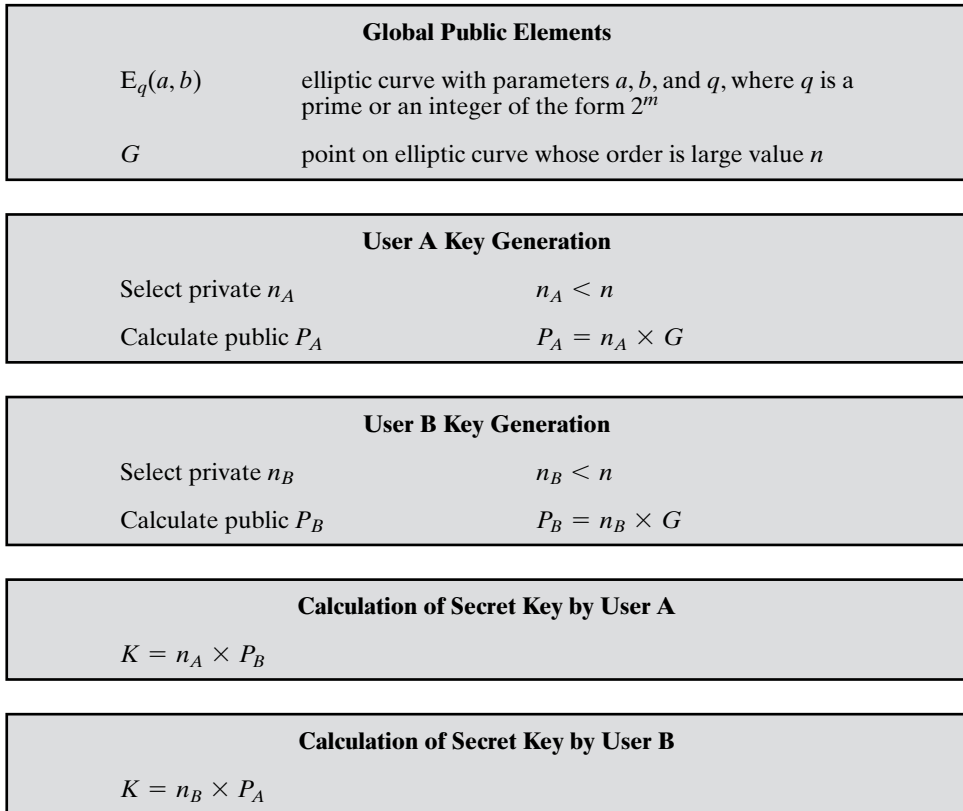 Global Public Elements
E_q(a, b) elliptic curve with parameters a, b, and q, where q is a
prime or an integer of the form 2^m
G point on elliptic curve whose order is large value n
User A Key Generation
Select private n_A n_A < n
Calculate public P_A P_A = n_A × G
User B Key Generation
Select private n_B n_B < n
Calculate public P_B P_B = n_B × G
Calculation of Secret Key by User A
K = n_A × P_B
Calculation of Secret Key by User B
K = n_B × P_A